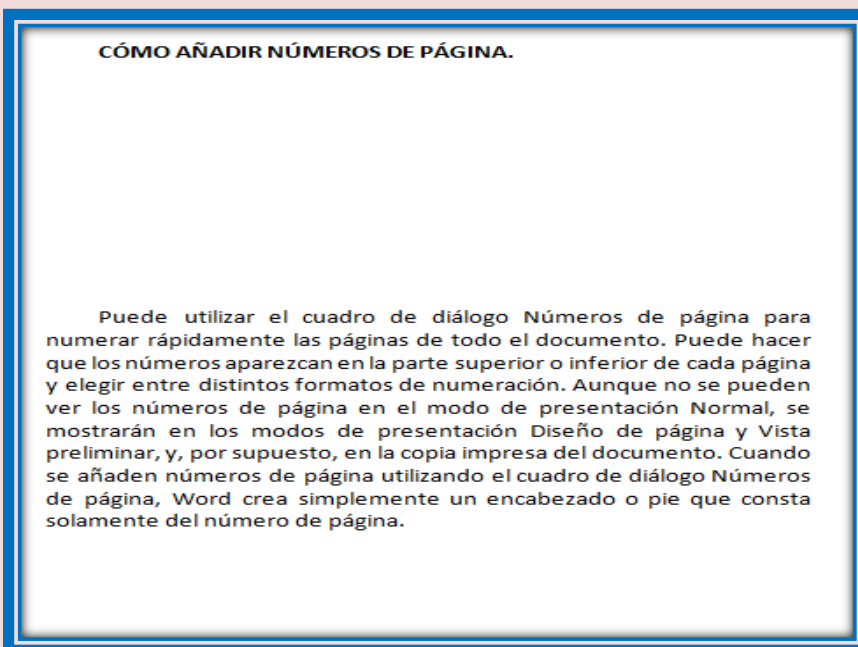 CÓMO AÑADIR NÚMEROS DE PÁGINA.
Puede utilizar el cuadro de diálogo Números de página para
numerar rápidamente las páginas de todo el documento. Puede hacer
que los números aparezcan en la parte superior o inferior de cada página
y elegir entre distintos formatos de numeración. Aunque no se pueden
ver los números de página en el modo de presentación Normal, se
mostrarán en los modos de presentación Diseño de página y Vista
preliminar, y, por supuesto, en la copia impresa del documento. Cuando
se añaden números de página utilizando el cuadro de diálogo Números
de página, Word crea simplemente un encabezado o pie que consta
solamente del número de página.